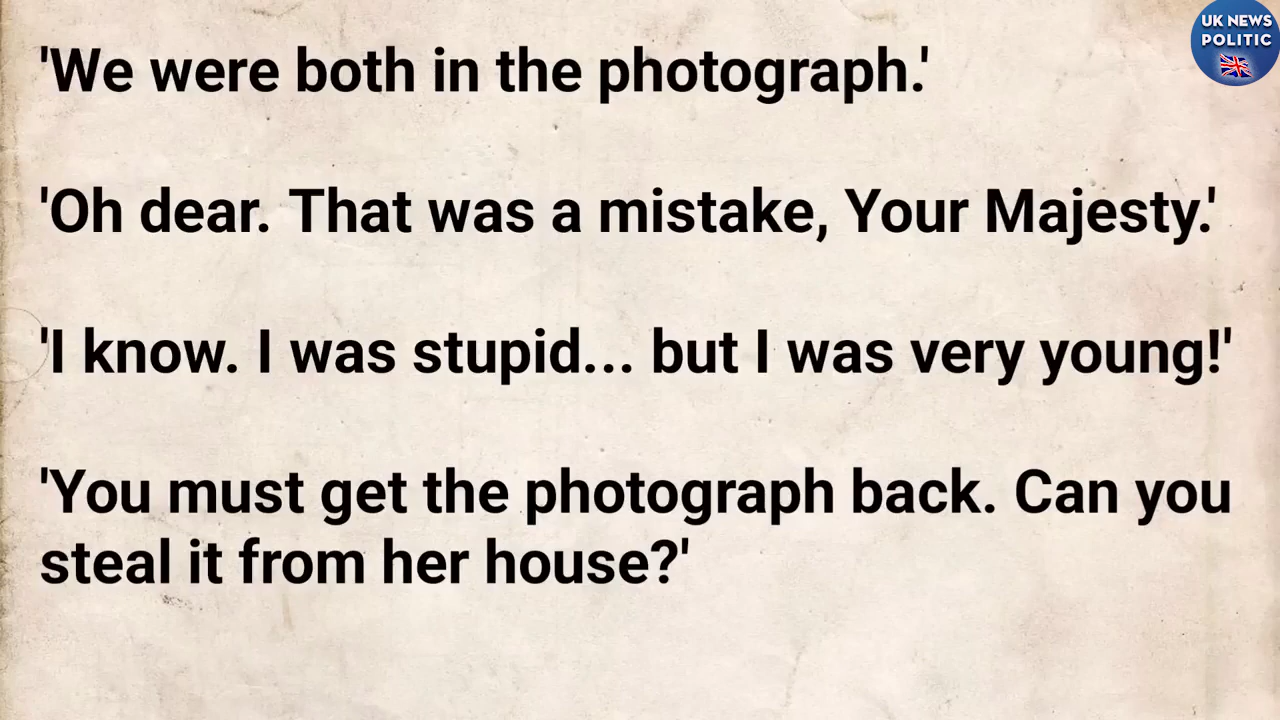 UK NEWS
POLITIC
'We were both in the photograph.'
'Oh dear. That was a mistake, Your Majesty.'
'I know. I was stupid... but I was very young!'
'You must get the photograph back. Can you
steal it from her house?'